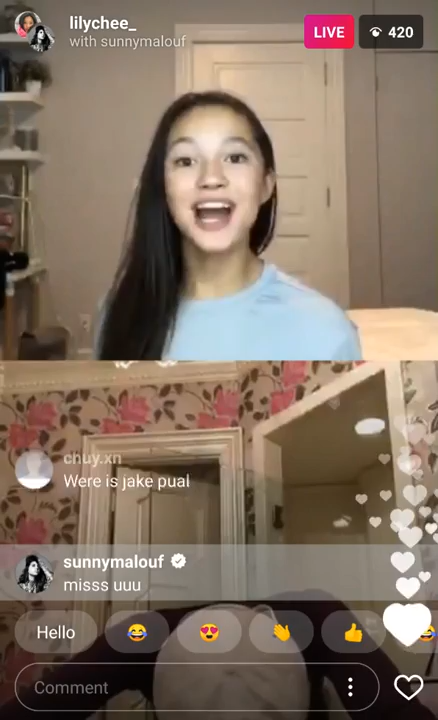 lilychee_
with sunnymalouf
LIVE
420
chuy.xn
Were is jake pual
sunnymalouf
misss uuu
Hello
Comment